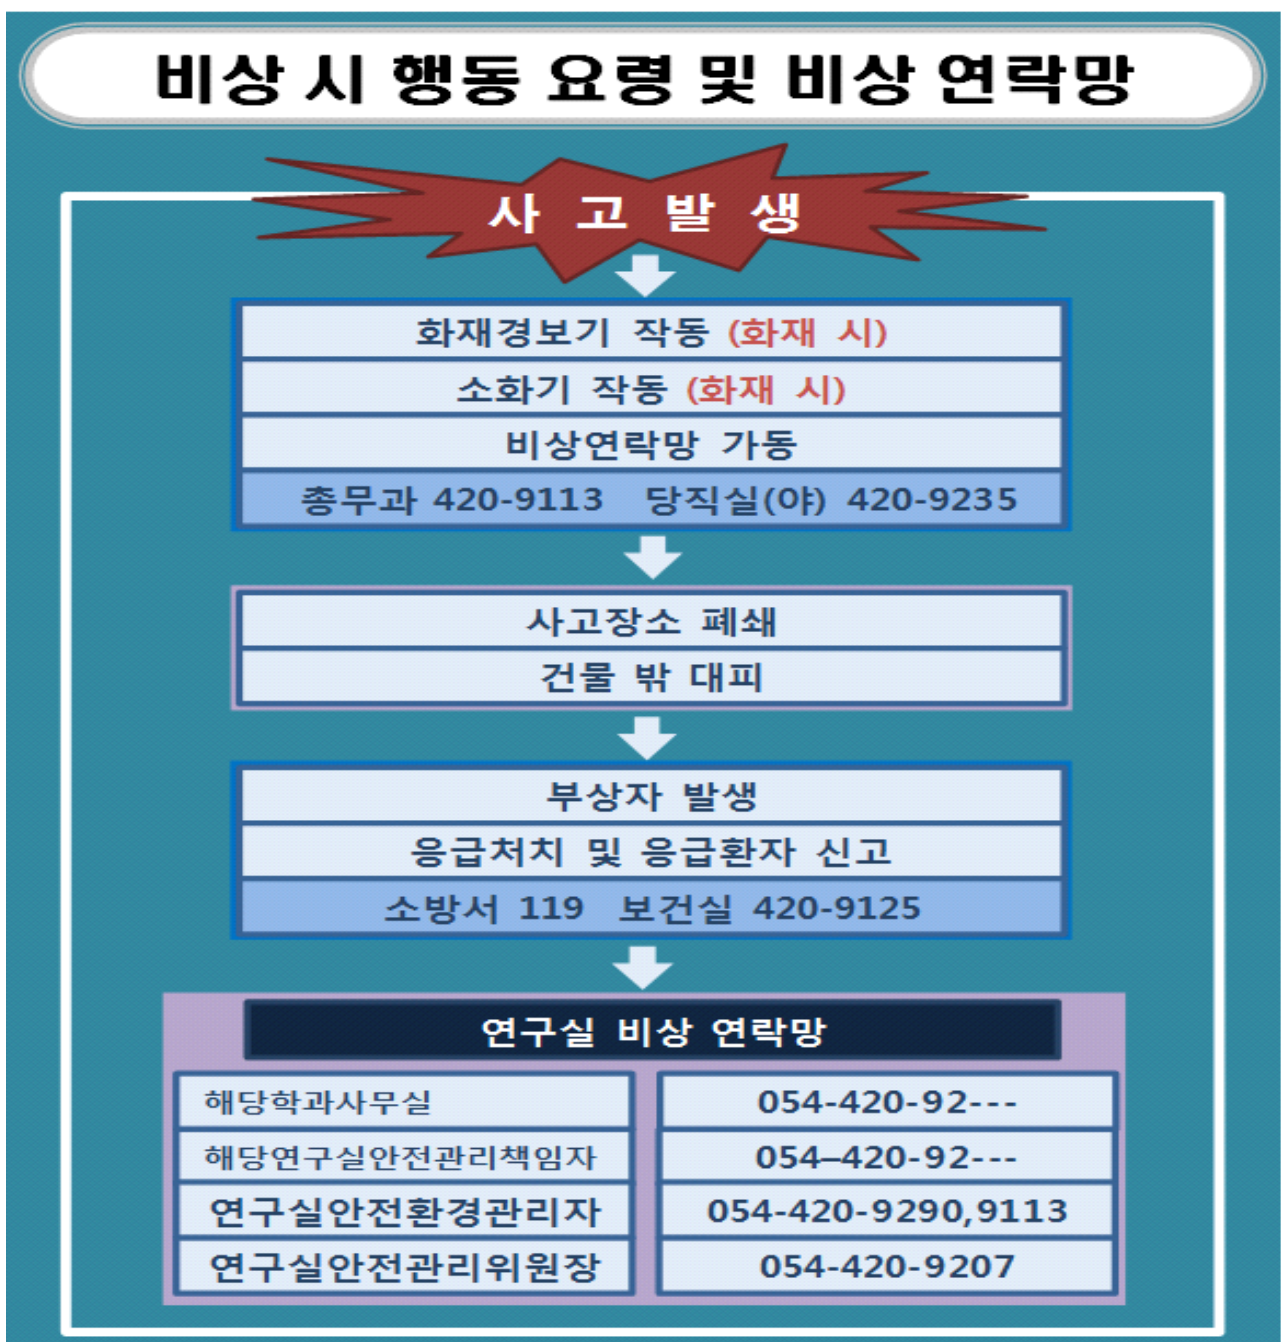 비상 시 행동 요령 및 비상 연락망
사 고 발 생
화재경보기 작동 (화재 시)
소화기 작동 (화재 시)
비상연락망 가동
총무과 420-9113 당직실(야) 420-9235
사고장소 폐쇄
건물 밖 대피
부상자 발생
응급처치 및 응급환자 신고
소방서 119 보건실 420-9125
연구실 비상 연락망
해당학과사무실 054-420-92---
해당연구실안전관리책임자 054–420-92---
연구실안전환경관리자 054-420-9290,9113
연구실안전관리위원장 054-420-9207